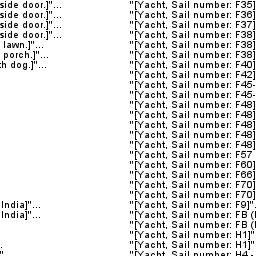 side door.]"... "[Yacht, Sail number: F35]
side door.]"... "[Yacht, Sail number: F36]
side door.]"... "[Yacht, Sail number: F37]
side door.]"... "[Yacht, Sail number: F38]
lawn.]"... "[Yacht, Sail number: F38]
porch.]"... "[Yacht, Sail number: F38]
h dog.]"... "[Yacht, Sail number: F40]
"[Yacht, Sail number: F42]
"[Yacht, Sail number: F45-
"[Yacht, Sail number: F45-
"[Yacht, Sail number: F48]
"[Yacht, Sail number: F48]
"[Yacht, Sail number: F48]
"[Yacht, Sail number: F48]
"[Yacht, Sail number: F48]
"[Yacht, Sail number: F57
"[Yacht, Sail number: F60]
"[Yacht, Sail number: F66]
"[Yacht, Sail number: F70]
"[Yacht, Sail number: F70]
India]"... "[Yacht, Sail number: F9]".
India]"... "[Yacht, Sail number: FB (
"[Yacht, Sail number: FB (
"[Yacht, Sail number: H1]"
. "[Yacht, Sail number: H1]"
" "[Yacht, Sail number: H4 -